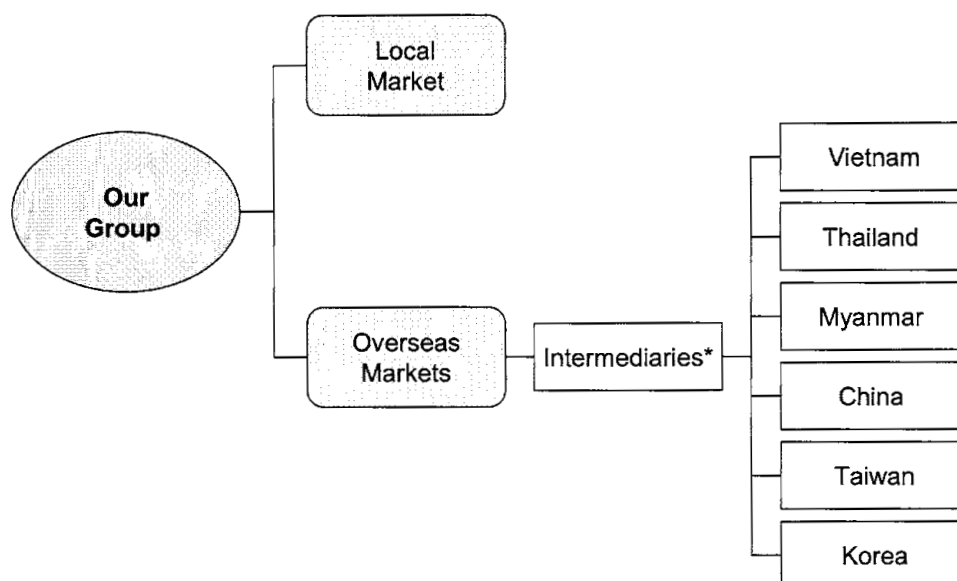 Local
Market
Our
Group
Overseas
Markets
Intermediaries*
Vietnam
Thailand
Myanmar
China
Taiwan
Korea